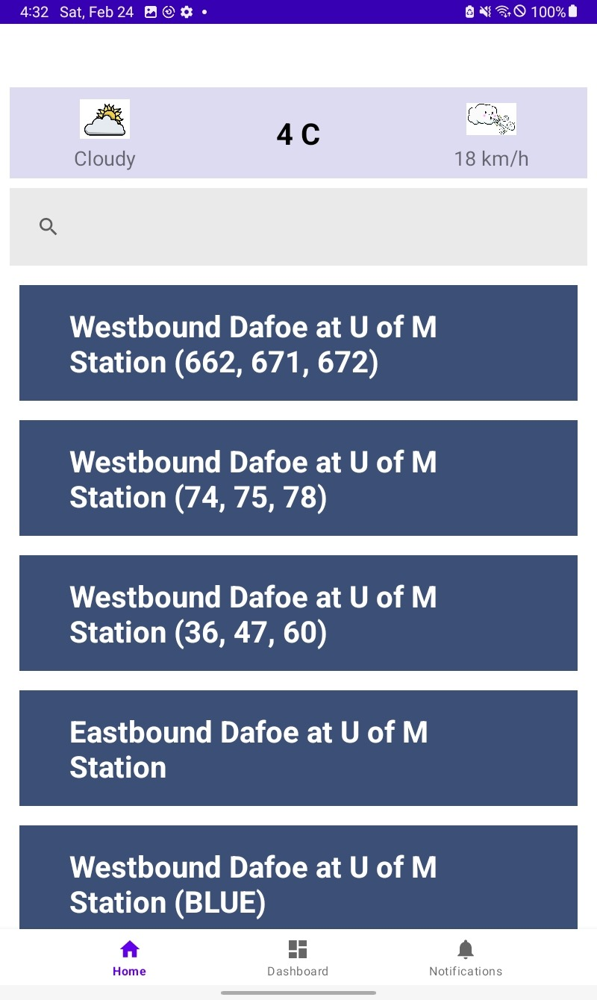 4:32 Sat, Feb 24 100%
Cloudy
4 C
18 km/h
Westbound Dafoe at U of M
Station (662, 671, 672)
Westbound Dafoe at U of M
Station (74, 75, 78)
Westbound Dafoe at U of M
Station (36, 47, 60)
Eastbound Dafoe at U of M
Station
Westbound Dafoe at U of M
Station (BLUE)
Home Dashboard Notifications